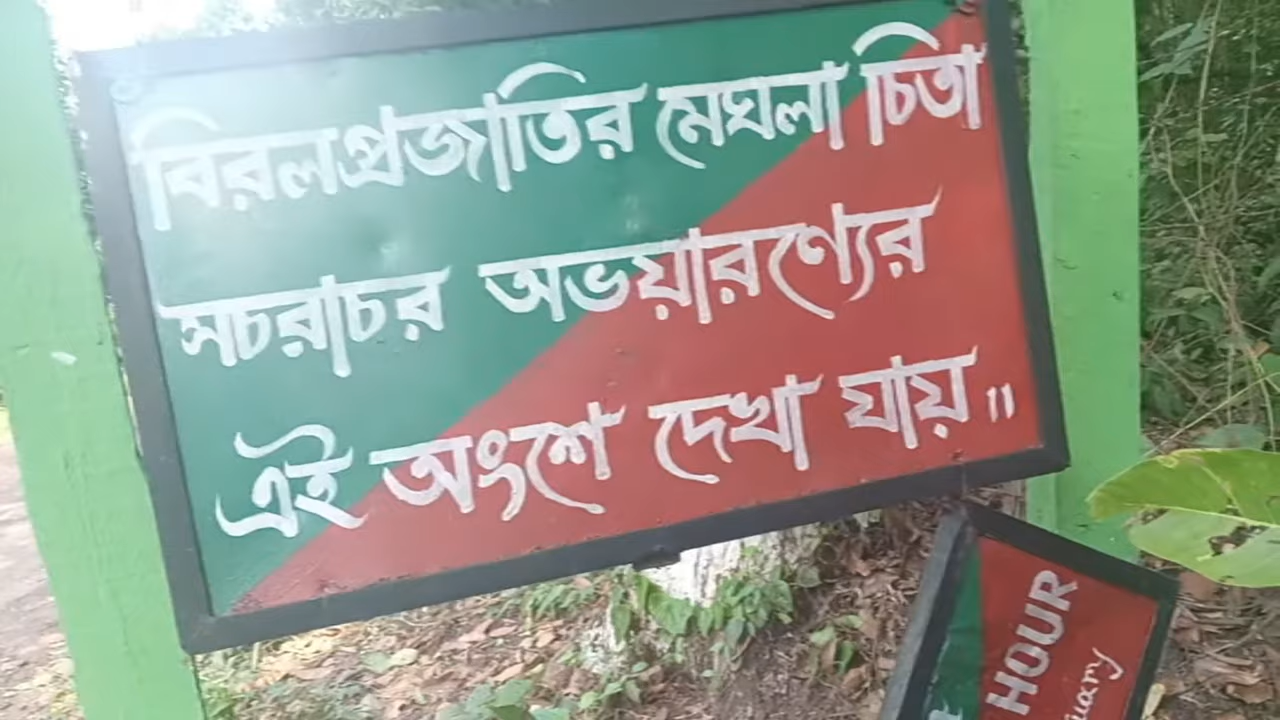 বিরলপ্রজাতির মেঘলা চিতা
সচরাচর অভয়ারণ্যের
এই অংশে দেখা যায়॥
HOUR